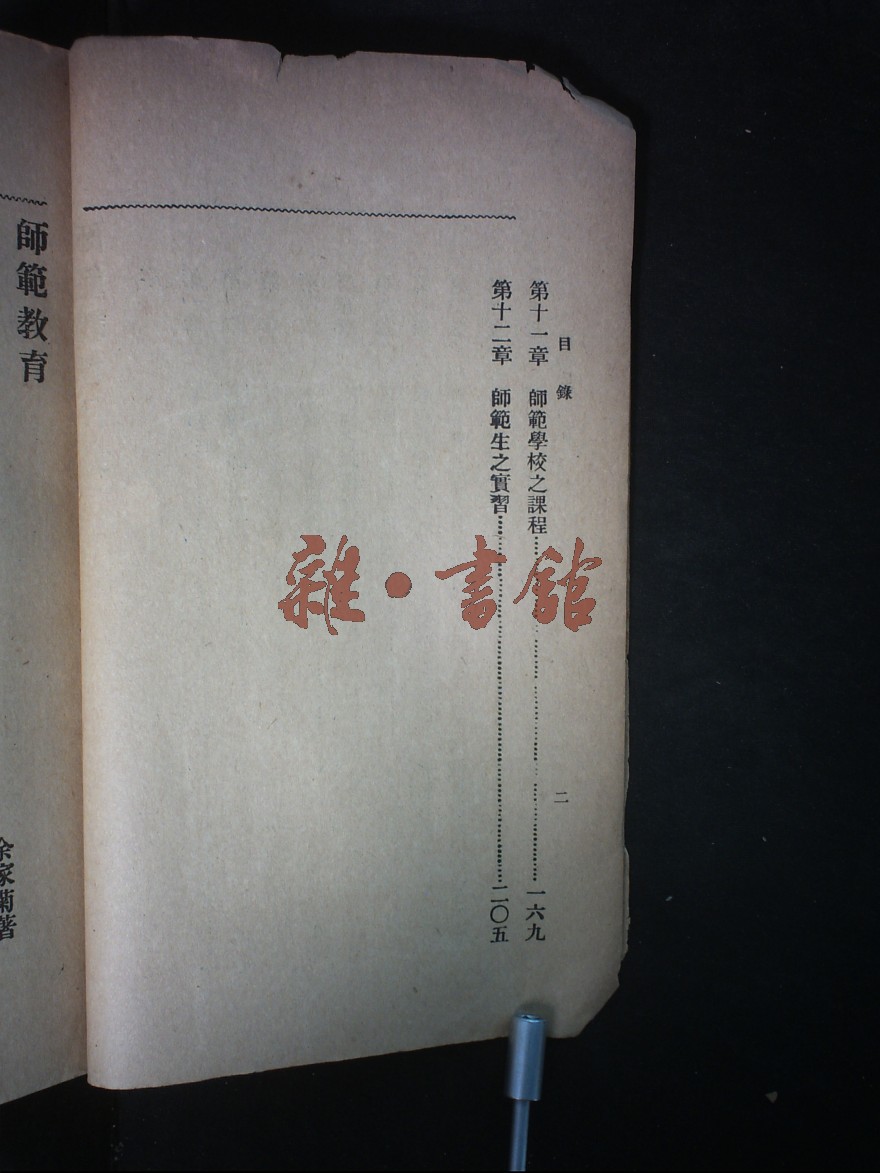 目錄
二
第十一章 師範學校之課程……一六九
第十二章 師範生之實習……二〇五
師範教育
余家菊著
雜·書館